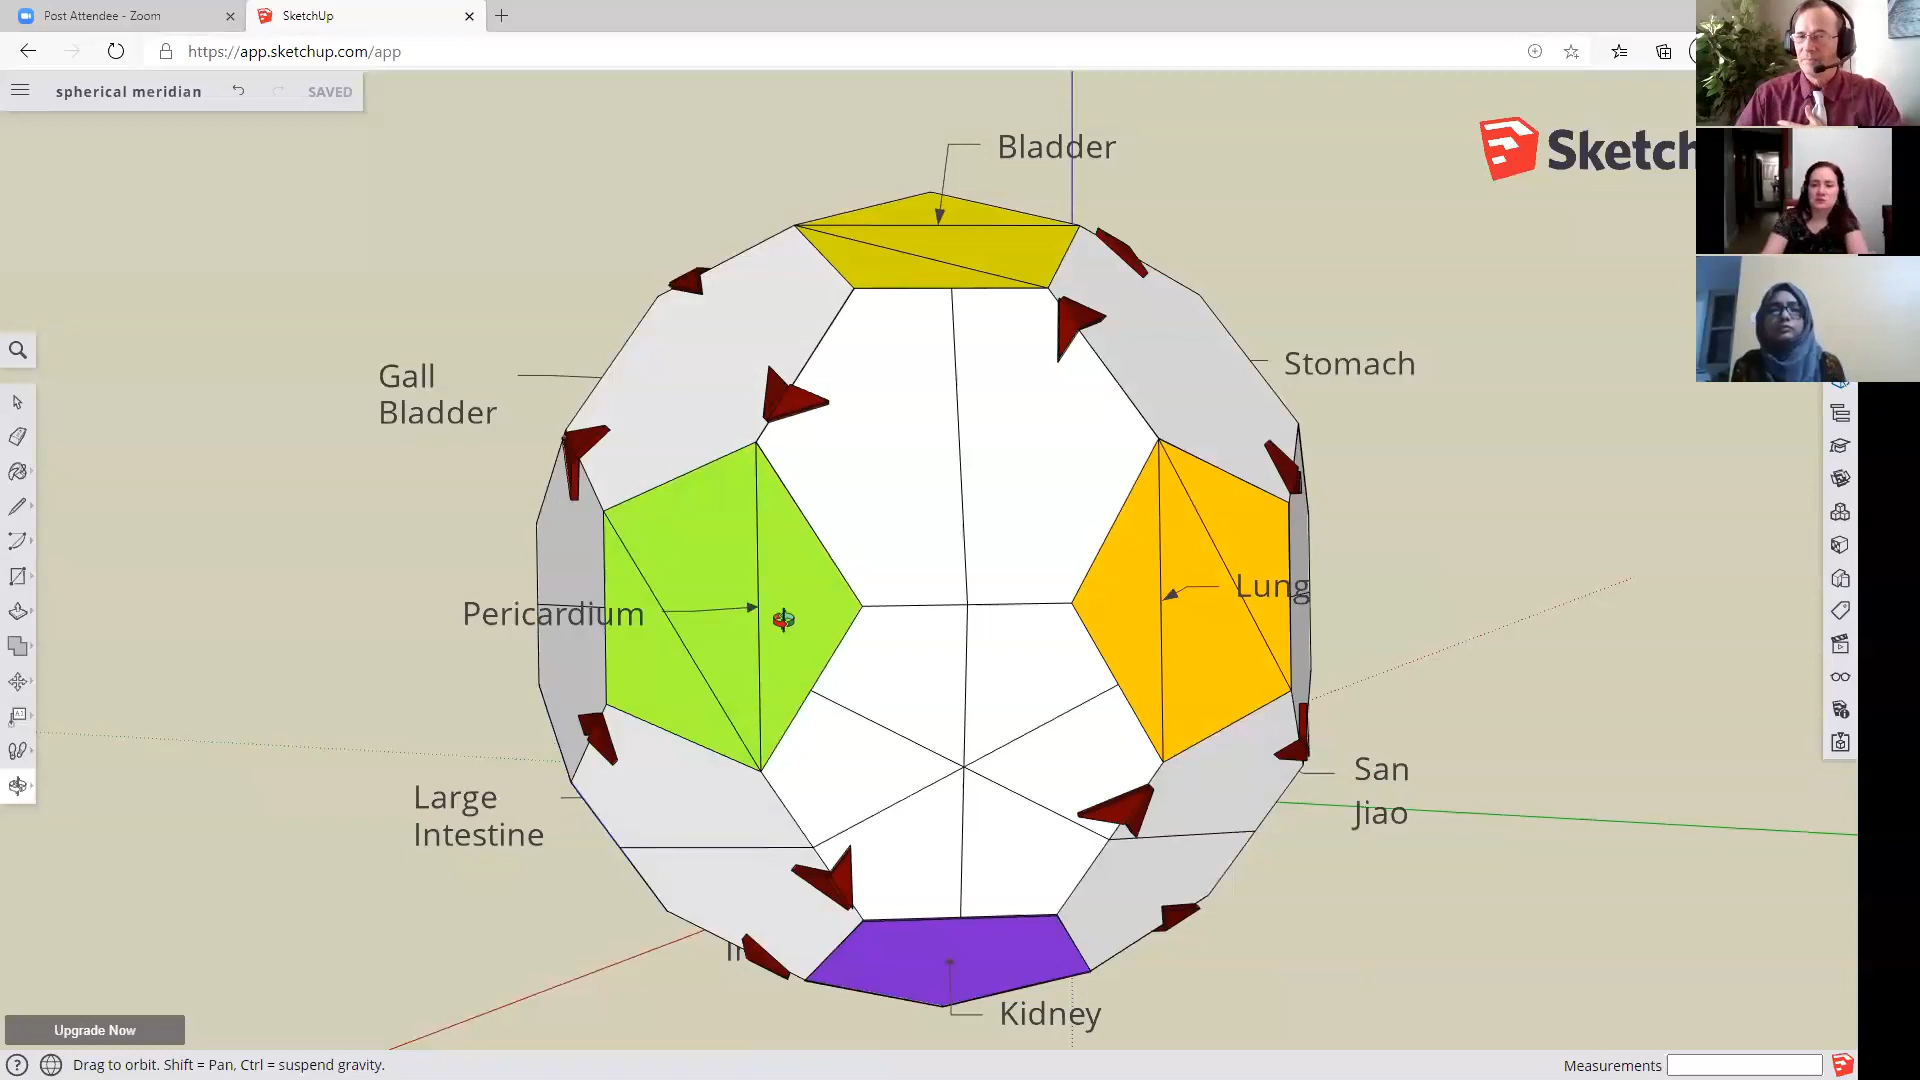 Post Attendee - Zoom
SketchUp
https://app.sketchup.com/app
spherical meridian
SAVED
Bladder
Gall
Bladder
Stomach
Pericardium
Lung
Large
Intestine
San
Jiao
Kidney
Upgrade Now
Drag to orbit. Shift = Pan, Ctrl = suspend gravity.
Measurements